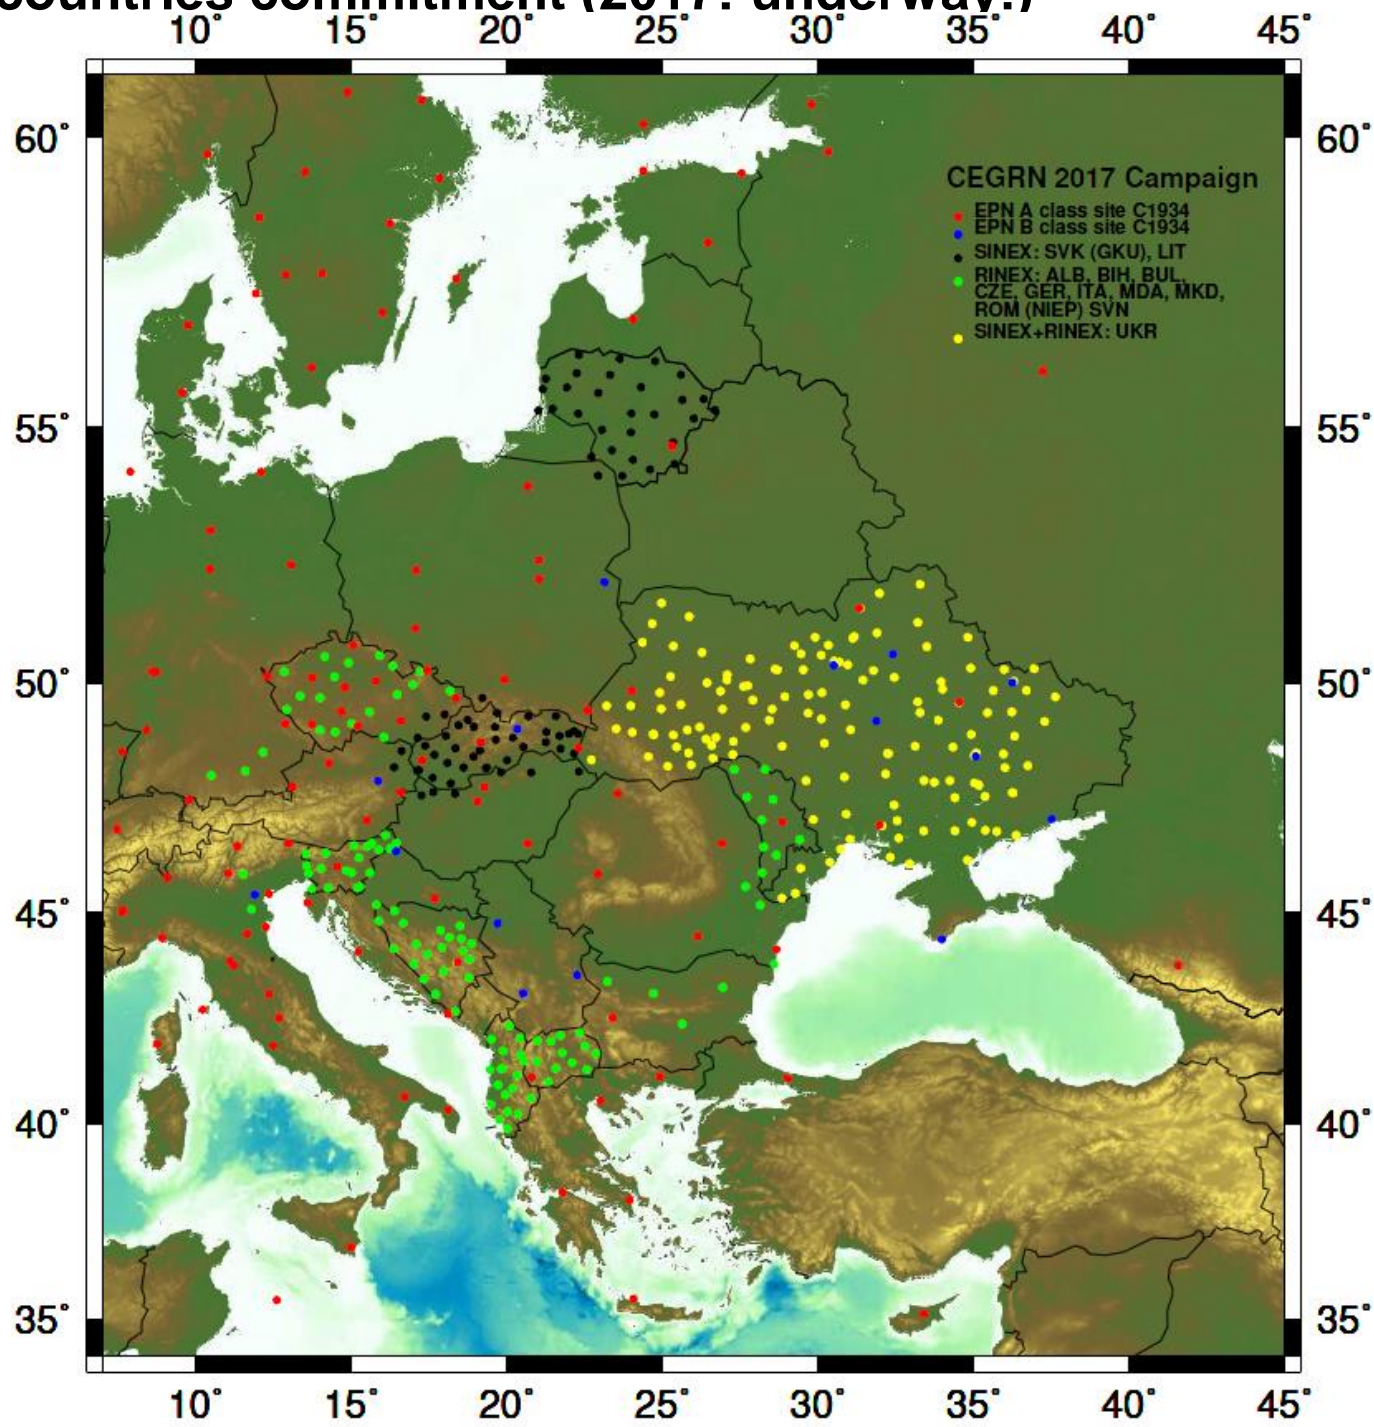 countries commitment (2017: underway!)
10° 15° 20° 25° 30° 35° 40° 45°
60° 60°
CEGRN 2017 Campaign
EPN A class site C1934
EPN B class site C1934
SINEX: SVK (GKU), LIT
RINEX: ALB, BIH, BUL,
CZE, GER, ITA, MDA, MKD,
ROM (NIEP) SVN
SINEX+RINEX: UKR
55° 55°
50° 50°
45° 45°
40° 40°
35° 35°
10° 15° 20° 25° 30° 35° 40° 45°